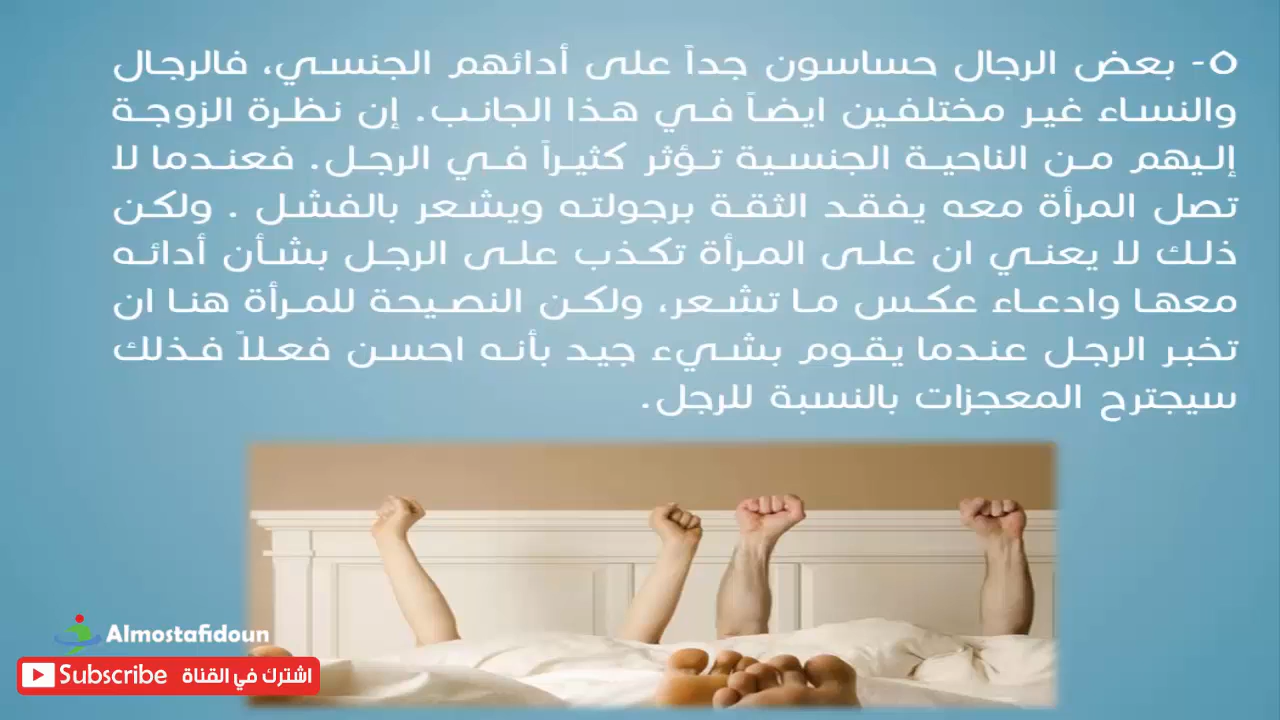 ٥- بعض الرجال حساسون جداً على أدائهم الجنسي، فالرجال
والنساء غير مختلفين ايضاً في هذا الجانب. إن نظرة الزوجة
إليهم من الناحية الجنسية تؤثر كثيراً في الرجل. فعندما لا
تصل المرأة معه يفقد الثقة برجولته ويشعر بالفشل . ولكن
ذلك لا يعني ان على المرأة تكذب على الرجل بشأن أدائه
معها وادعاء عكس ما تشعر، ولكن النصيحة للمرأة هنا ان
تخبر الرجل عندما يقوم بشيء جيد بأنه احسن فعلاً فذلك
سيجترح المعجزات بالنسبة للرجل.
Almostafidoun
Subscribe اشترك في القناة